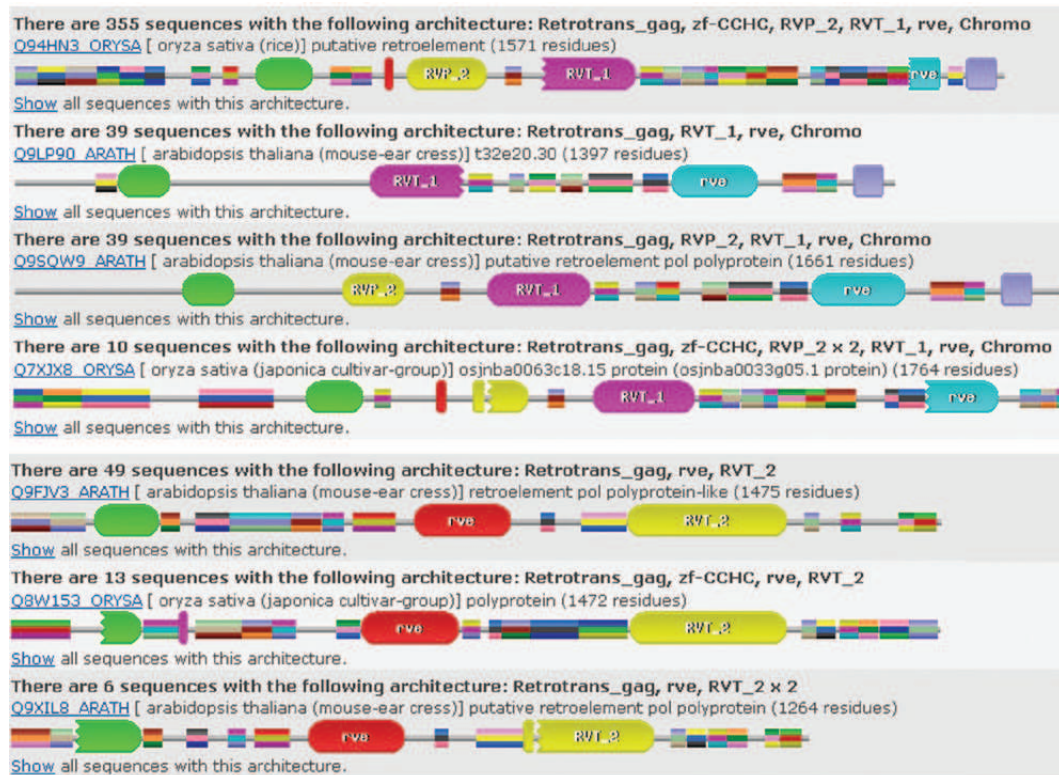 There are 355 sequences with the following architecture: Retrotrans_gag, zf-CCHC, RVP_2, RVT_1, rve, Chromo
Q94HN3_ORYSA [ oryza sativa (rice)] putative retroelement (1571 residues)
RVP_2 RVT_1 rve
Show all sequences with this architecture.
There are 39 sequences with the following architecture: Retrotrans_gag, RVT_1, rve, Chromo
Q9LP90_ARATH [ arabidopsis thaliana (mouse-ear cress)] t32e20.30 (1397 residues)
RVT_1 rve
Show all sequences with this architecture.
There are 39 sequences with the following architecture: Retrotrans_gag, RVP_2, RVT_1, rve, Chromo
Q9SQW9_ARATH [ arabidopsis thaliana (mouse-ear cress)] putative retroelement pol polyprotein (1661 residues)
RVP_2 RVT_1 rve
Show all sequences with this architecture.
There are 10 sequences with the following architecture: Retrotrans_gag, zf-CCHC, RVP_2 x 2, RVT_1, rve, Chromo
Q7XJX8_ORYSA [ oryza sativa (japonica cultivar-group)] osjnba0063c18.15 protein (osjnba0033g05.1 protein) (1764 residues)
RVT_1 rve
Show all sequences with this architecture.
There are 49 sequences with the following architecture: Retrotrans_gag, rve, RVT_2
Q9FJV3_ARATH [ arabidopsis thaliana (mouse-ear cress)] retroelement pol polyprotein-like (1475 residues)
rve RVT_2
Show all sequences with this architecture.
There are 13 sequences with the following architecture: Retrotrans_gag, zf-CCHC, rve, RVT_2
Q8W153_ORYSA [ oryza sativa (japonica cultivar-group)] polyprotein (1472 residues)
rve RVT_2
Show all sequences with this architecture.
There are 6 sequences with the following architecture: Retrotrans_gag, rve, RVT_2 x 2
Q9XIL8_ARATH [ arabidopsis thaliana (mouse-ear cress)] putative retroelement pol polyprotein (1264 residues)
rve RVT_2
Show all sequences with this architecture.